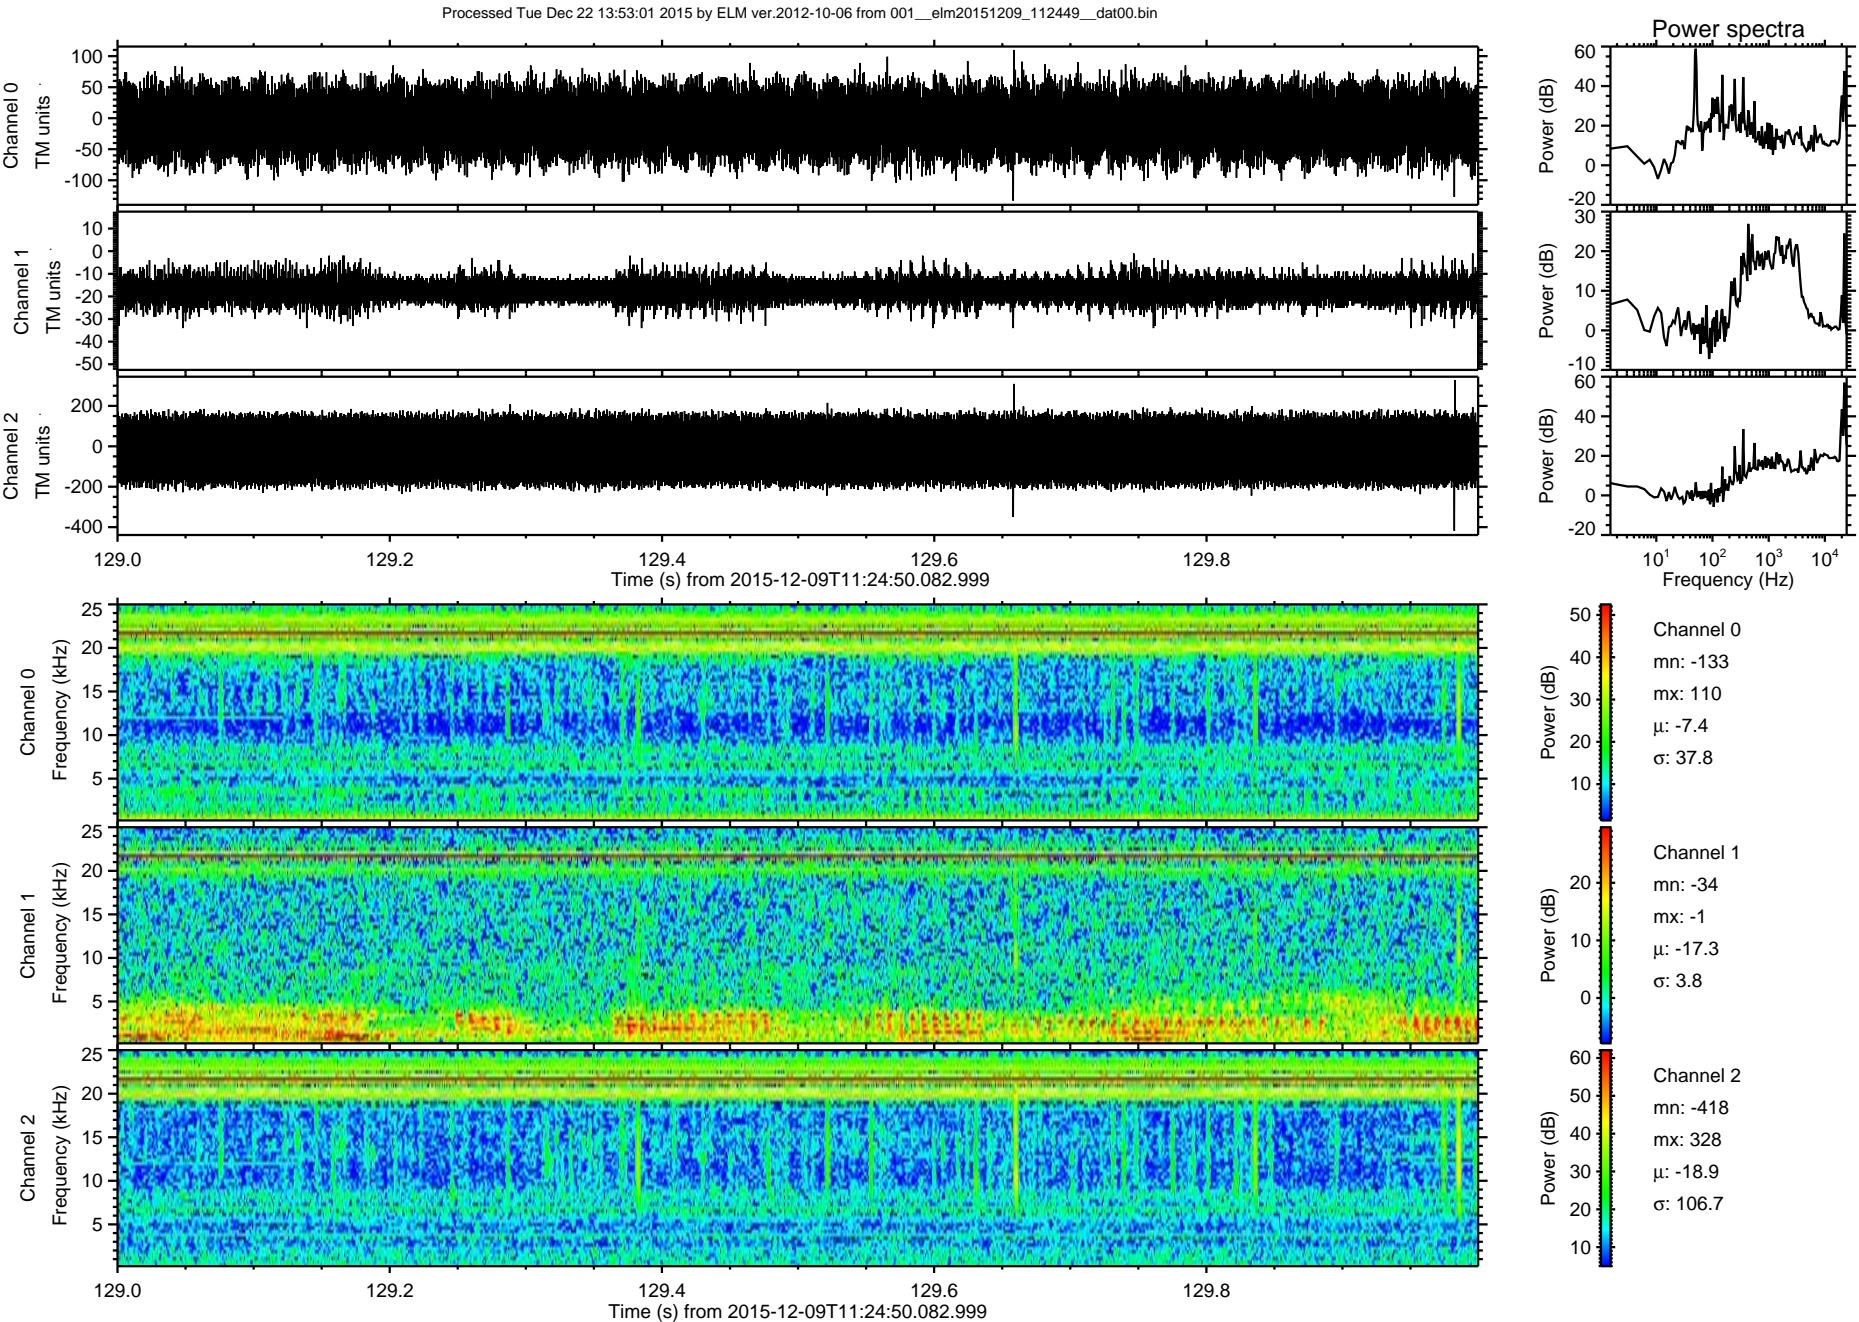 Processed Tue Dec 22 13:53:01 2015 by ELM ver.2012-10-06 from 001__elm20151209_112449__dat00.bin
Power spectra
Channel 0
TM units
100
50
0
-50
-100
Power (dB)
60
40
20
0
-20
Channel 1
TM units
10
0
-10
-20
-30
-40
-50
Power (dB)
30
20
10
0
-10
Channel 2
TM units
200
0
-200
-400
Power (dB)
60
40
20
0
-20
129.0 129.2 129.4 129.6 129.8
Time (s) from 2015-12-09T11:24:50.082.999
10¹ 10² 10³ 10⁴
Frequency (Hz)
Channel 0
Frequency (kHz)
25
20
15
10
5
Power (dB)
50
40
30
20
10
Channel 0
mn: -133
mx: 110
μ: -7.4
σ: 37.8
Channel 1
Frequency (kHz)
25
20
15
10
5
Power (dB)
20
10
0
Channel 1
mn: -34
mx: -1
μ: -17.3
σ: 3.8
Channel 2
Frequency (kHz)
25
20
15
10
5
Power (dB)
60
50
40
30
20
10
Channel 2
mn: -418
mx: 328
μ: -18.9
σ: 106.7
129.0 129.2 129.4 129.6 129.8
Time (s) from 2015-12-09T11:24:50.082.999